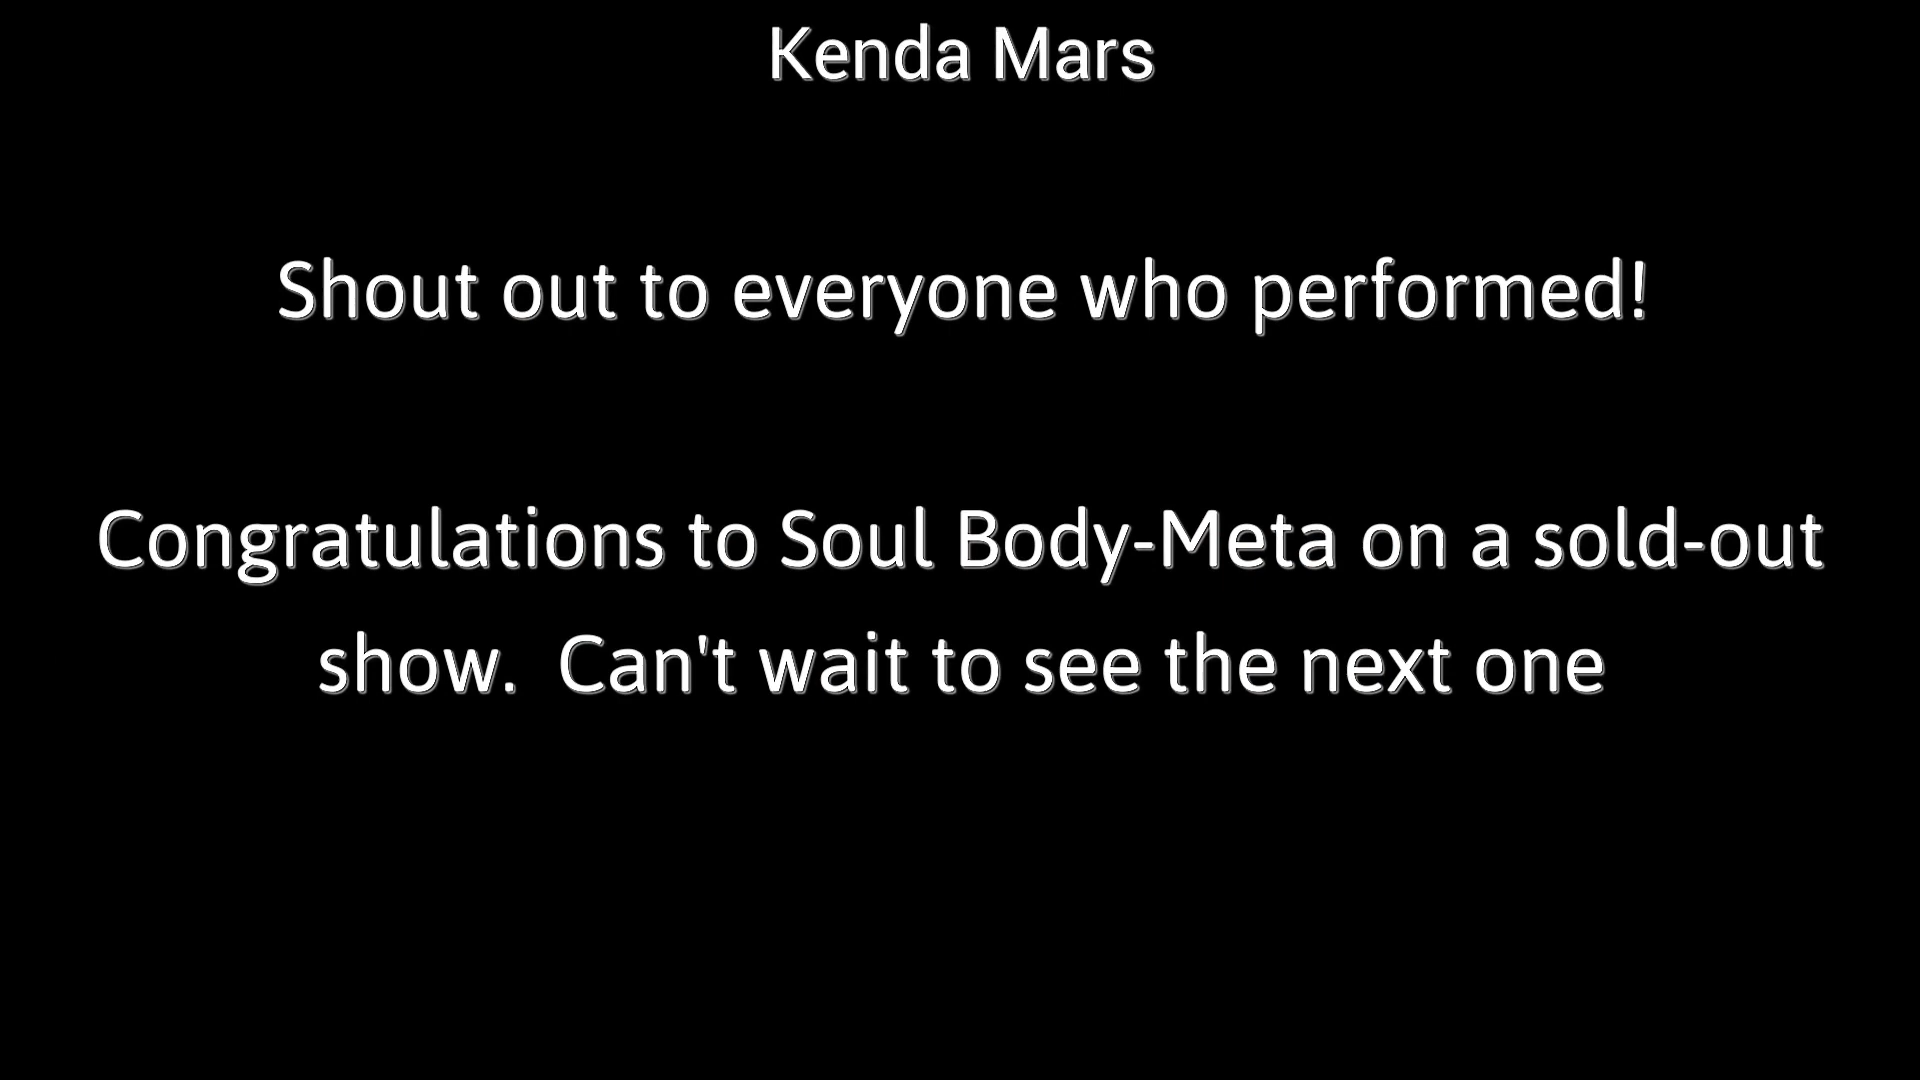 Kenda Mars
Shout out to everyone who performed!
Congratulations to Soul Body-Meta on a sold-out
show.  Can't wait to see the next one